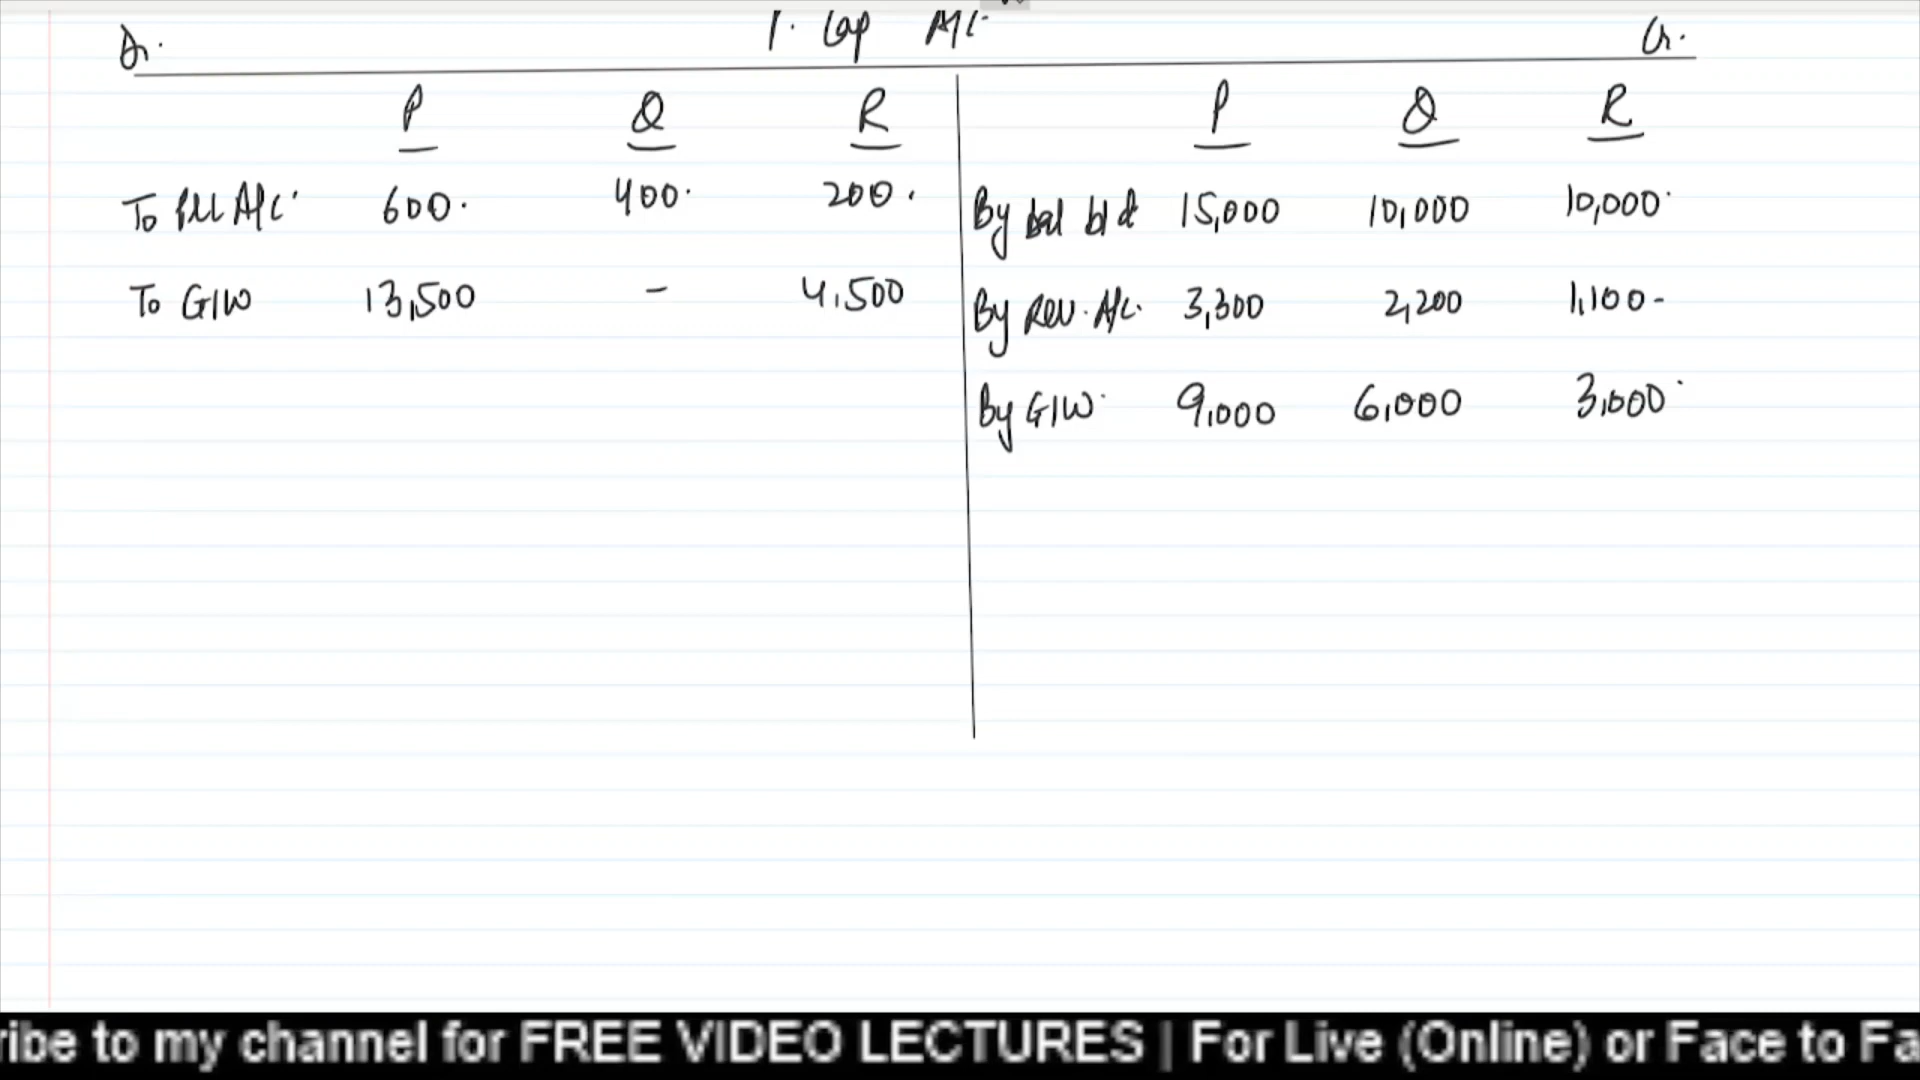 Dr. P. Cap A/c Cr.
P Q R P Q R
To P&L A/c 600. 400. 200. By bal b/d 15,000 10,000 10,000
To G/W 13,500 - 4,500 By Rev. A/c. 3,300 2,200 1,100-
By G/W 9,000 6,000 3,000
ribe to my channel for FREE VIDEO LECTURES | For Live (Online) or Face to Fa